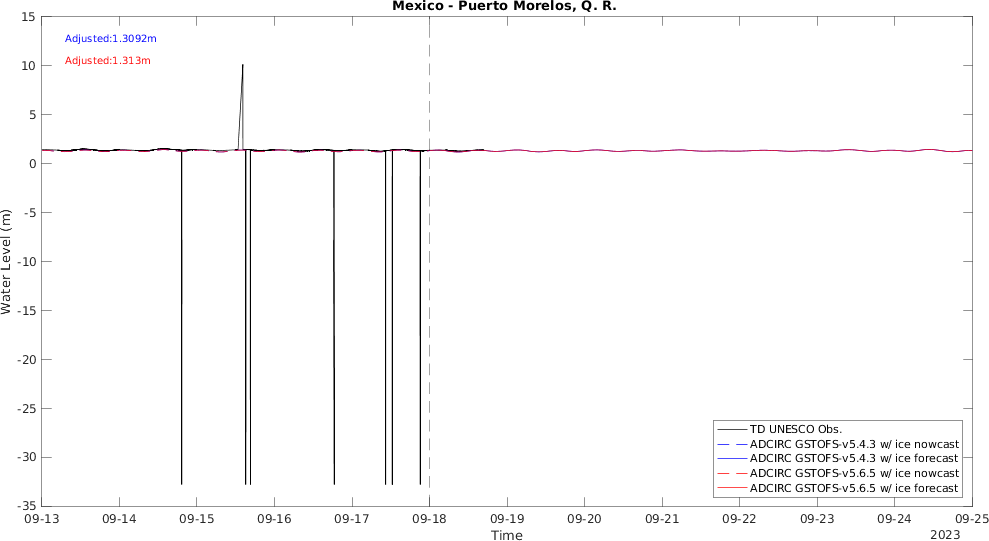 Mexico - Puerto Morelos, Q. R.
Adjusted:1.3092m
Adjusted:1.313m
15
10
5
0
-5
-10
-15
-20
-25
-30
-35
Water Level (m)
TD UNESCO Obs.
ADCIRC GSTOFS-v5.4.3 w/ ice nowcast
ADCIRC GSTOFS-v5.4.3 w/ ice forecast
ADCIRC GSTOFS-v5.6.5 w/ ice nowcast
ADCIRC GSTOFS-v5.6.5 w/ ice forecast
09-13 09-14 09-15 09-16 09-17 09-18 09-19 09-20 09-21 09-22 09-23 09-24 09-25
Time
2023